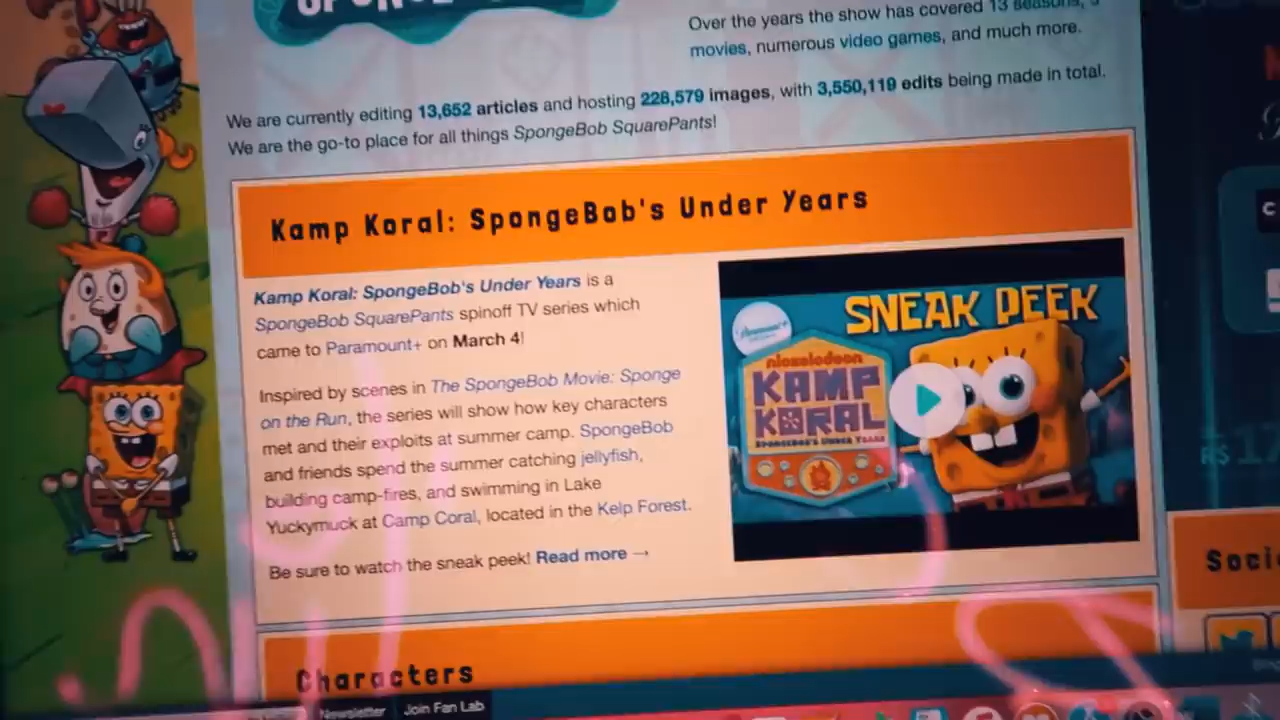 Over the years the show has covered 13 seasons, 3
movies, numerous video games, and much more.
We are currently editing 13,652 articles and hosting 228,579 images, with 3,550,119 edits being made in total.
We are the go-to place for all things SpongeBob SquarePants!
Kamp Koral: SpongeBob's Under Years
Kamp Koral: SpongeBob's Under Years is a
SpongeBob SquarePants spinoff TV series which
came to Paramount+ on March 4!
Inspired by scenes in The SpongeBob Movie: Sponge
on the Run, the series will show how key characters
met and their exploits at summer camp. SpongeBob
and friends spend the summer catching jellyfish,
building camp-fires, and swimming in Lake
Yuckymuck at Camp Coral, located in the Kelp Forest.
Be sure to watch the sneak peek! Read more →
SNEAK PEEK
Paramount+
nickelodeon
KAMP
KORAL
SPONGEBOB'S UNDER YEARS
R$ 17
Soci
Characters
Newsletter
Join Fan Lab